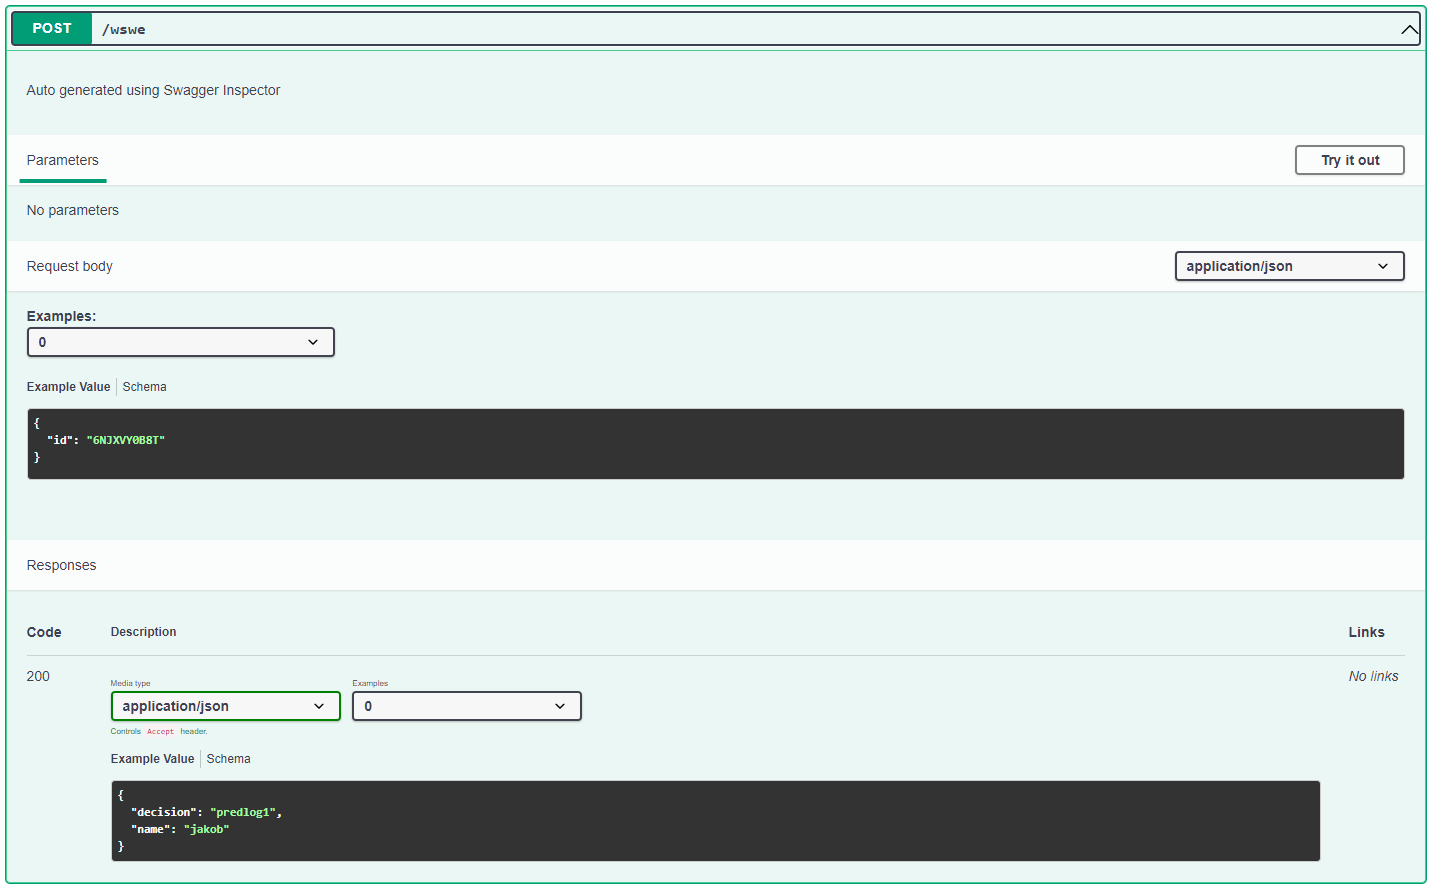 POST /wswe
Auto generated using Swagger Inspector
Parameters
Try it out
No parameters
Request body
application/json
Examples:
0
Example Value Schema
{
  "id": "6NJXVY0B8T"
}
Responses
Code Description Links
200
No links
Media type Examples
application/json 0
Controls Accept header.
Example Value Schema
{
  "decision": "predlog1",
  "name": "jakob"
}